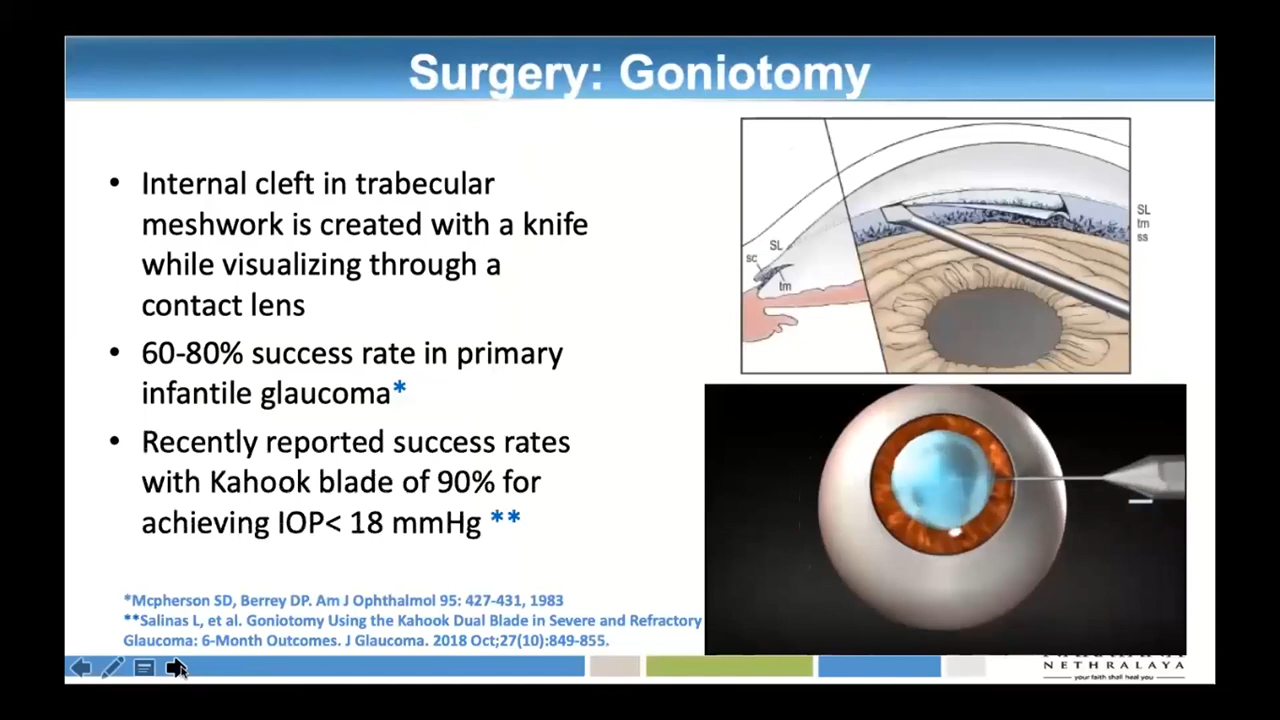 Surgery: Goniotomy
• Internal cleft in trabecular
meshwork is created with a knife
while visualizing through a
contact lens
• 60-80% success rate in primary
infantile glaucoma*
• Recently reported success rates
with Kahook blade of 90% for
achieving IOP< 18 mmHg **
SL
sc
tm
SL
tm
ss
*Mcpherson SD, Berrey DP. Am J Ophthalmol 95: 427-431, 1983
**Salinas L, et al. Goniotomy Using the Kahook Dual Blade in Severe and Refractory
Glaucoma: 6-Month Outcomes. J Glaucoma. 2018 Oct;27(10):849-855.
NETHRALAYA
your faith shall heal you